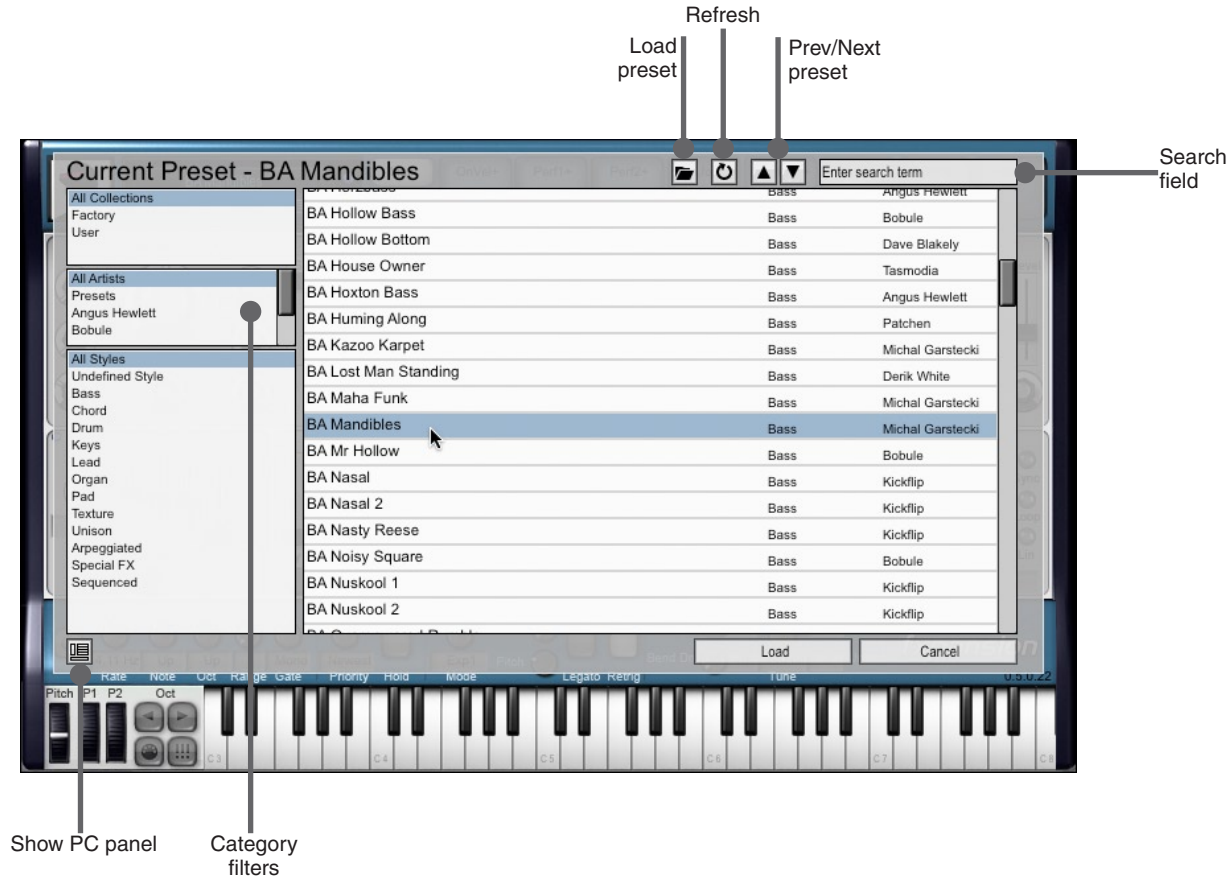 Refresh
Load preset
Prev/Next preset
Search field
Current Preset - BA Mandibles
Enter search term
All Collections
Factory
User
All Artists
Presets
Angus Hewlett
Bobule
All Styles
Undefined Style
Bass
Chord
Drum
Keys
Lead
Organ
Pad
Texture
Unison
Arpeggiated
Special FX
Sequenced
Bass Angus Hewlett
BA Hollow Bass Bass Bobule
BA Hollow Bottom Bass Dave Blakely
BA House Owner Bass Tasmodia
BA Hoxton Bass Bass Angus Hewlett
BA Huming Along Bass Patchen
BA Kazoo Karpet Bass Michal Garstecki
BA Lost Man Standing Bass Derik White
BA Maha Funk Bass Michal Garstecki
BA Mandibles Bass Michal Garstecki
BA Mr Hollow Bass Bobule
BA Nasal Bass Kickflip
BA Nasal 2 Bass Kickflip
BA Nasty Reese Bass Kickflip
BA Noisy Square Bass Bobule
BA Nuskool 1 Bass Kickflip
BA Nuskool 2 Bass Kickflip
Load Cancel
Rate Note Oct Range Gate Priority Hold Mode Legato Retrig Tune 0.5.0.22
Pitch P1 P2 Oct
C3 C4 C5 C6 C7 C8
Show PC panel
Category filters